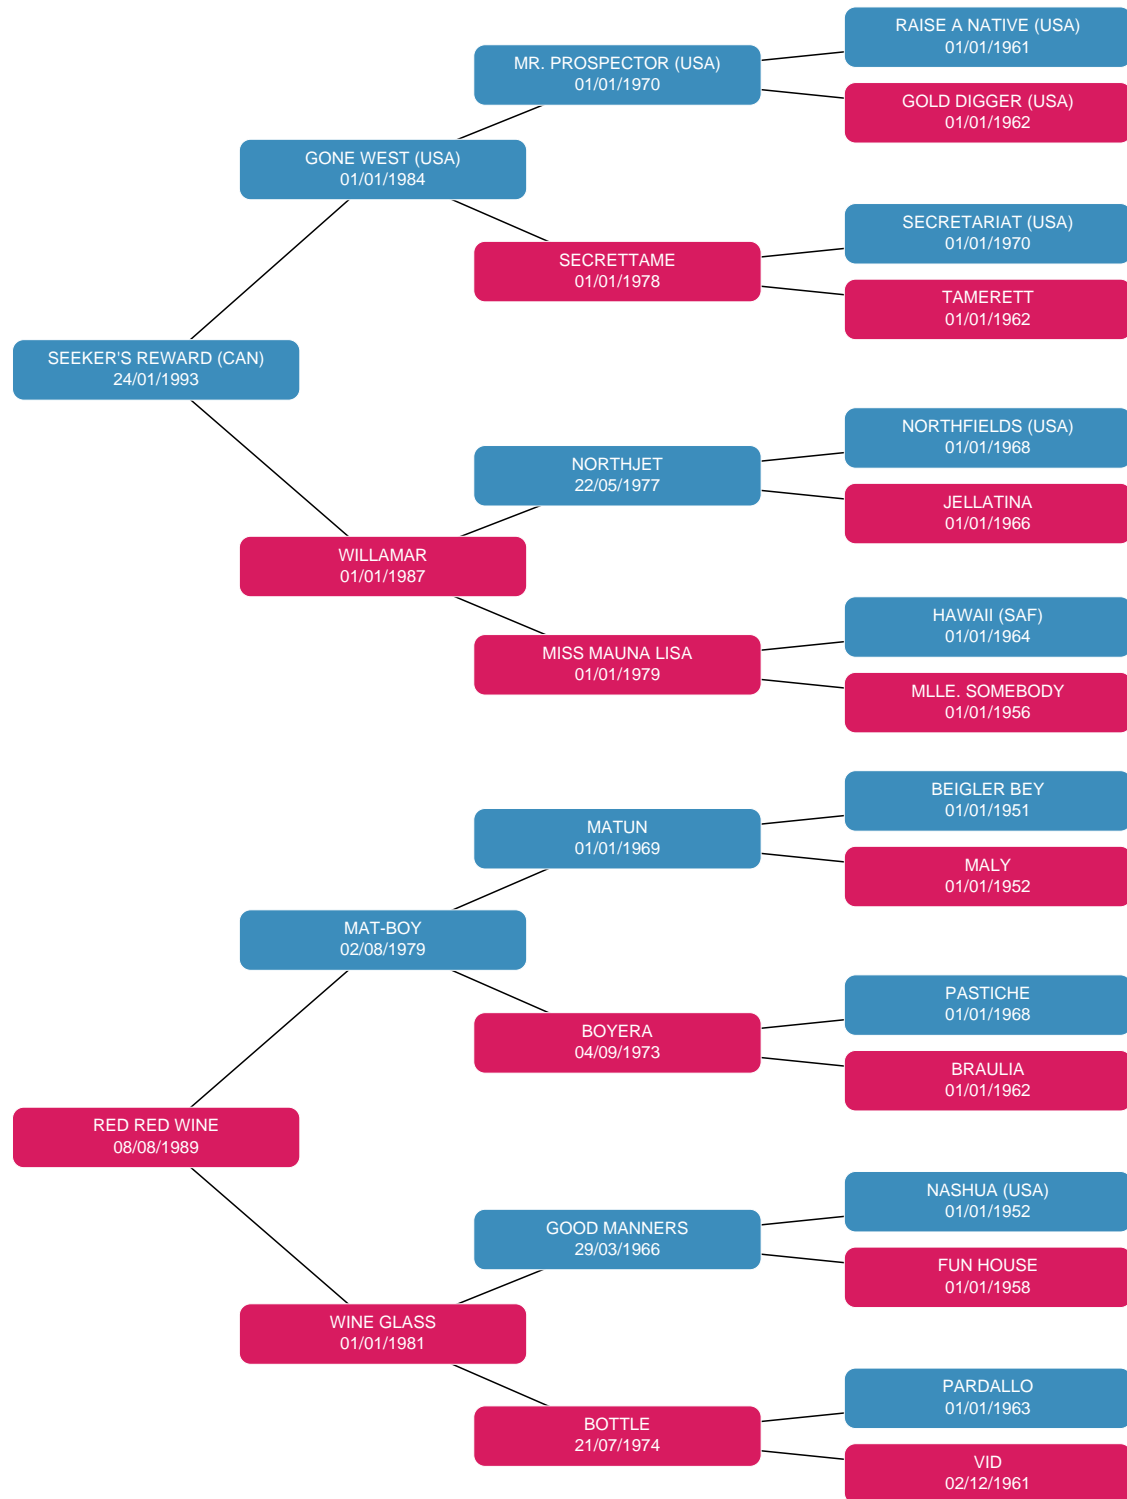 RAISE A NATIVE (USA)
01/01/1961
MR. PROSPECTOR (USA)
01/01/1970
GOLD DIGGER (USA)
01/01/1962
GONE WEST (USA)
01/01/1984
SECRETARIAT (USA)
01/01/1970
SECRETTAME
01/01/1978
TAMERETT
01/01/1962
SEEKER'S REWARD (CAN)
24/01/1993
NORTHFIELDS (USA)
01/01/1968
NORTHJET
22/05/1977
JELLATINA
01/01/1966
WILLAMAR
01/01/1987
HAWAII (SAF)
01/01/1964
MISS MAUNA LISA
01/01/1979
MLLE. SOMEBODY
01/01/1956
BEIGLER BEY
01/01/1951
MATUN
01/01/1969
MALY
01/01/1952
MAT-BOY
02/08/1979
PASTICHE
01/01/1968
BOYERA
04/09/1973
BRAULIA
01/01/1962
RED RED WINE
08/08/1989
NASHUA (USA)
01/01/1952
GOOD MANNERS
29/03/1966
FUN HOUSE
01/01/1958
WINE GLASS
01/01/1981
PARDALLO
01/01/1963
BOTTLE
21/07/1974
VID
02/12/1961